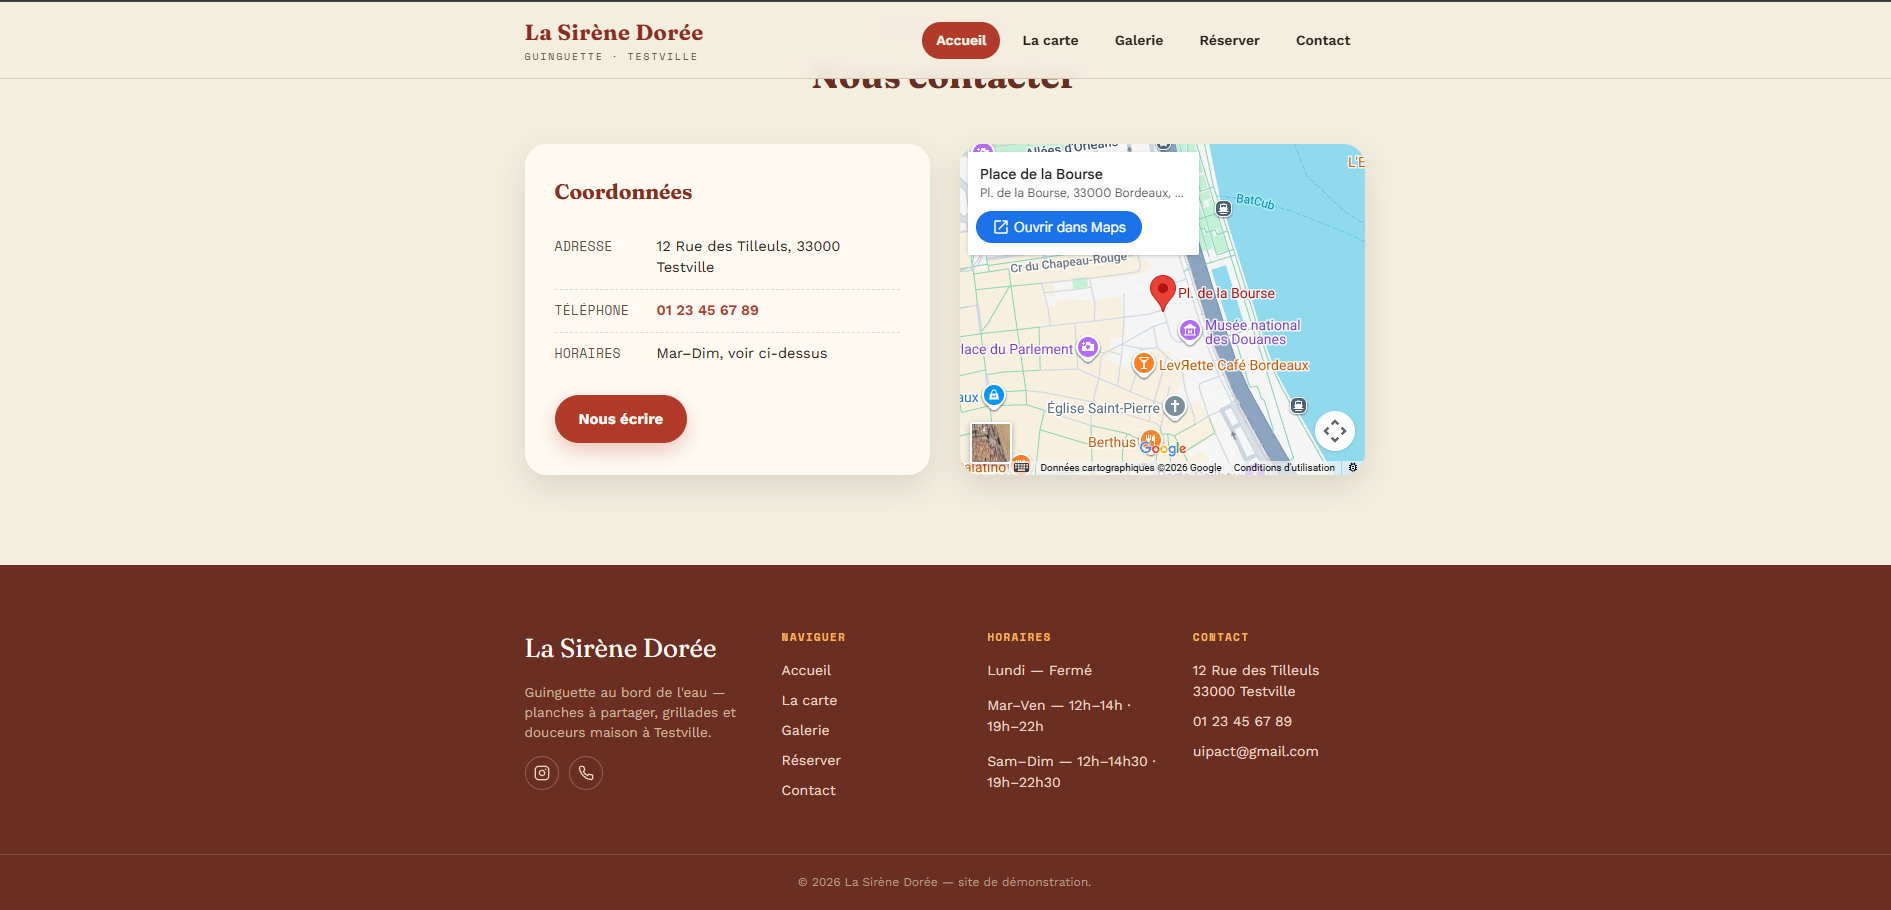 La Sirène Dorée
GUINGUETTE · TESTVILLE
Accueil
La carte
Galerie
Réserver
Contact
Nous contacter
Coordonnées
ADRESSE
12 Rue des Tilleuls, 33000
Testville
TÉLÉPHONE
01 23 45 67 89
HORAIRES
Mar–Dim, voir ci-dessus
Nous écrire
Allées d'Orléans
Place de la Bourse
Pl. de la Bourse, 33000 Bordeaux, ...
Ouvrir dans Maps
L'E
BatCub
Cr du Chapeau-Rouge
Pl. de la Bourse
Musée national
des Douanes
lace du Parlement
LevЯette Café Bordeaux
aux
Église Saint-Pierre
Berthus
Google
alatino
Données cartographiques ©2026 Google
Conditions d'utilisation
La Sirène Dorée
Guinguette au bord de l'eau —
planches à partager, grillades et
douceurs maison à Testville.
NAVIGUER
Accueil
La carte
Galerie
Réserver
Contact
HORAIRES
Lundi — Fermé
Mar–Ven — 12h–14h ·
19h–22h
Sam–Dim — 12h–14h30 ·
19h–22h30
CONTACT
12 Rue des Tilleuls
33000 Testville
01 23 45 67 89
uipact@gmail.com
© 2026 La Sirène Dorée — site de démonstration.